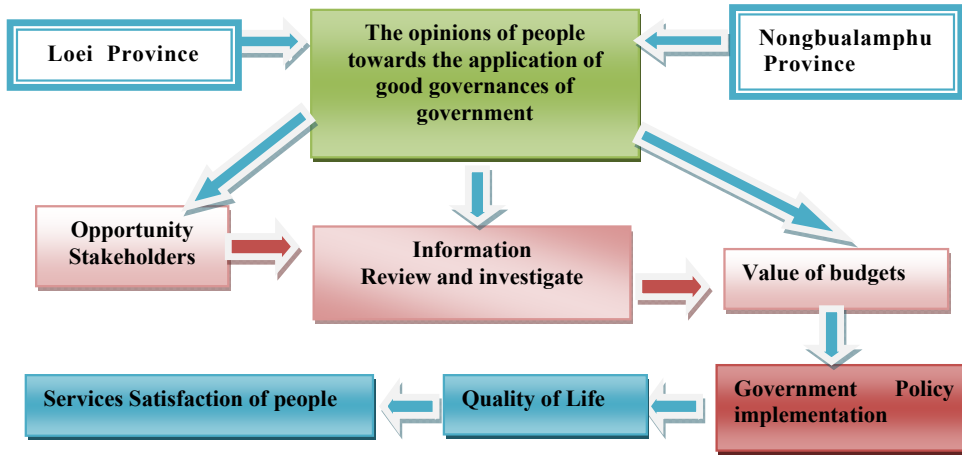 Loei Province
The opinions of people
towards the application of
good governances of
government
Nongbualamphu
Province
Opportunity
Stakeholders
Information
Review and investigate
Value of budgets
Services Satisfaction of people
Quality of Life
Government Policy
implementation